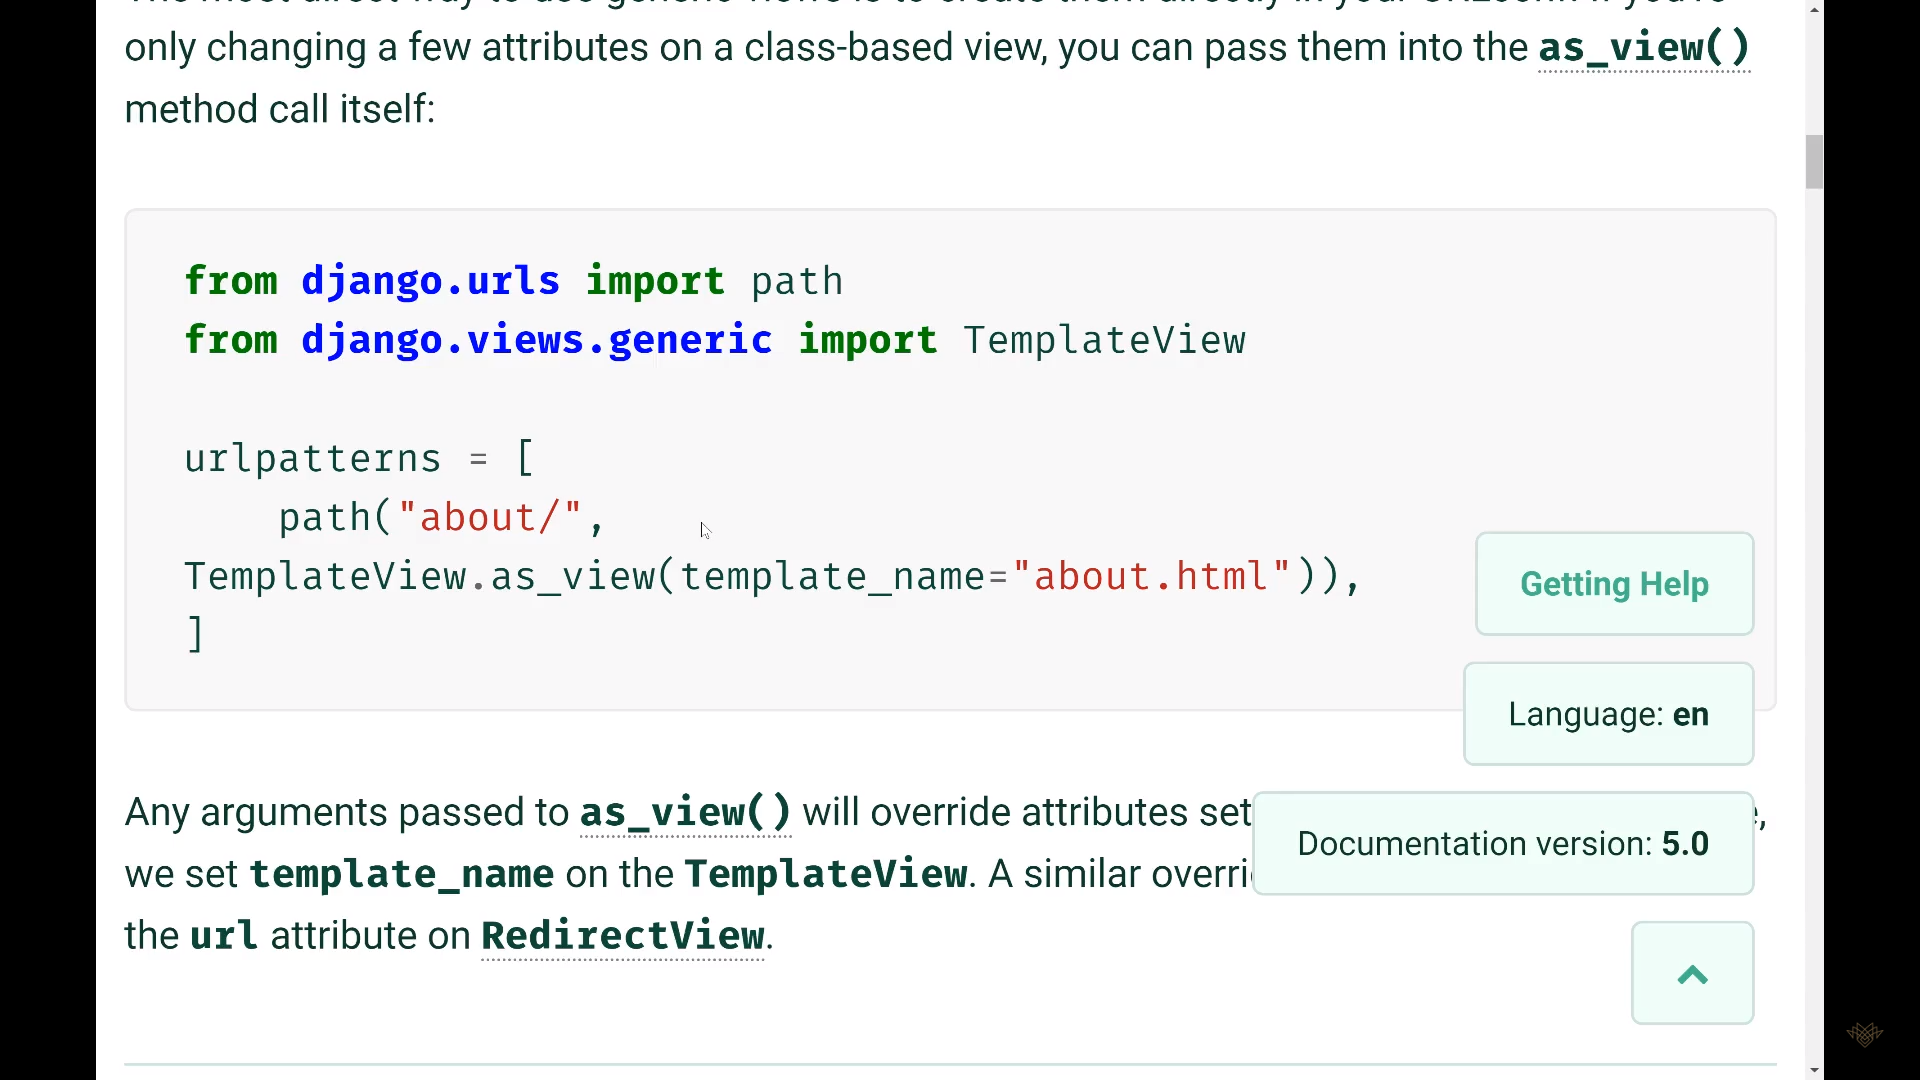 only changing a few attributes on a class-based view, you can pass them into the as_view()
method call itself:
from django.urls import path
from django.views.generic import TemplateView
urlpatterns = [
    path("about/",
TemplateView.as_view(template_name="about.html")),
]
Getting Help
Language: en
Any arguments passed to as_view() will override attributes set
Documentation version: 5.0
we set template_name on the TemplateView. A similar overri
the url attribute on RedirectView.